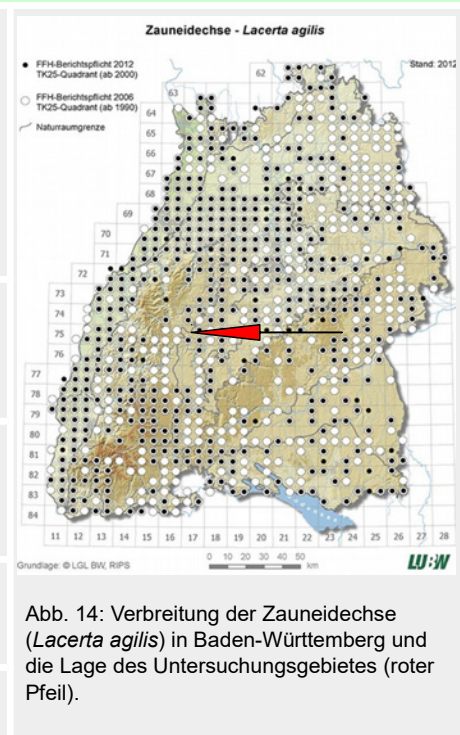 Zauneidechse - Lacerta agilis
FFH-Berichtspflicht 2012
TK25-Quadrant (ab 2000)
Stand: 2012
FFH-Berichtspflicht 2006
TK25-Quadrant (ab 1990)
Naturraumgrenze
62
63
64
65
66
67
68
69
70
71
72
73
74
75
76
77
78
79
80
81
82
83
84
11 12 13 14 15 16 17 18 19 20 21 22 23 24 25 26 27 28
0 10 20 30 40 50
km
Grundlage: © LGL BW, RIPS
LUBW
Abb. 14: Verbreitung der Zauneidechse
(Lacerta agilis) in Baden-Württemberg und
die Lage des Untersuchungsgebietes (roter
Pfeil).